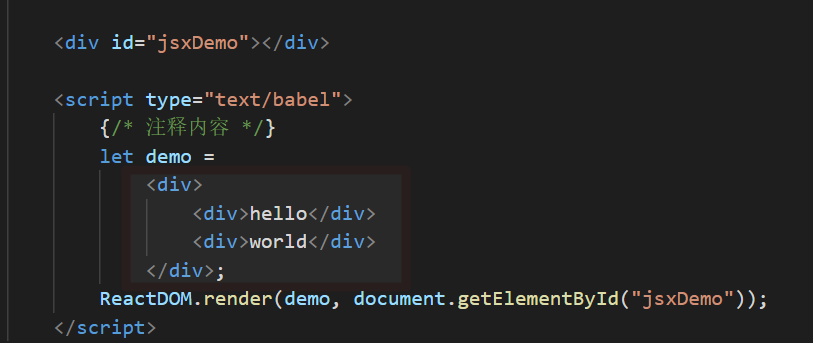 <div id="jsxDemo"></div>
<script type="text/babel">
{/* 注释内容 */}
let demo =
<div>
<div>hello</div>
<div>world</div>
</div>;
ReactDOM.render(demo, document.getElementById("jsxDemo"));
</script>